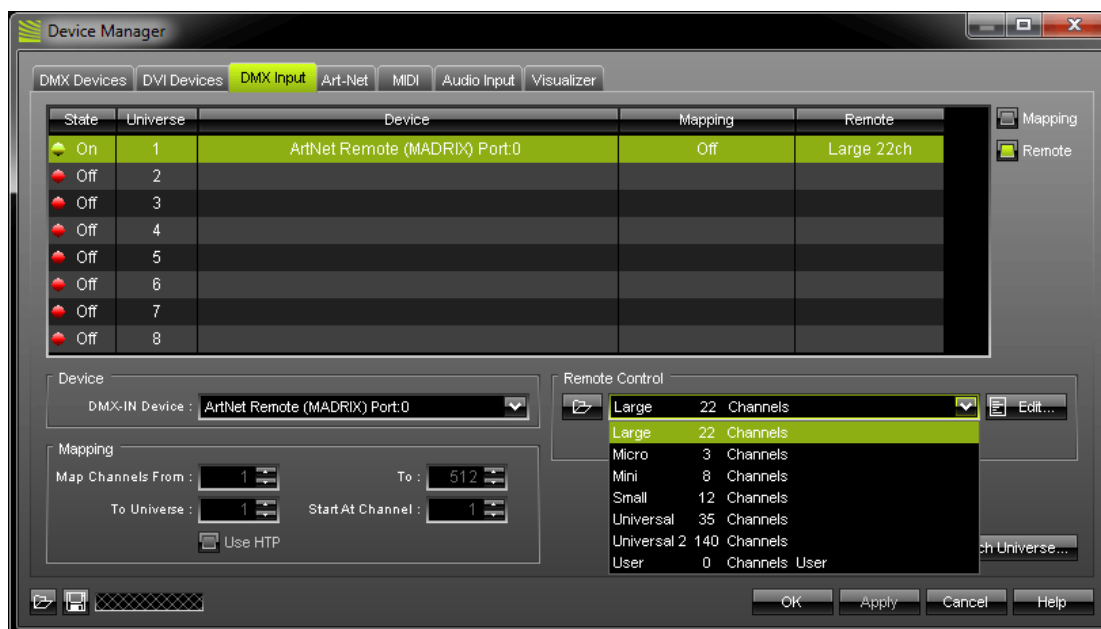 Device Manager
DMX Devices DVI Devices DMX Input Art-Net MIDI Audio Input Visualizer
State Universe Device Mapping Remote
Mapping
On 1 ArtNet Remote (MADRIX) Port:0 Off Large 22ch
Remote
Off 2
Off 3
Off 4
Off 5
Off 6
Off 7
Off 8
Device
DMX-IN Device : ArtNet Remote (MADRIX) Port:0
Remote Control
Large 22 Channels Edit...
Large 22 Channels
Micro 3 Channels
Mini 8 Channels
Small 12 Channels
Universal 35 Channels
Universal 2 140 Channels
User 0 Channels User
Mapping
Map Channels From : 1 To : 512
To Universe : 1 Start At Channel : 1
Use HTP
ch Universe...
OK Apply Cancel Help